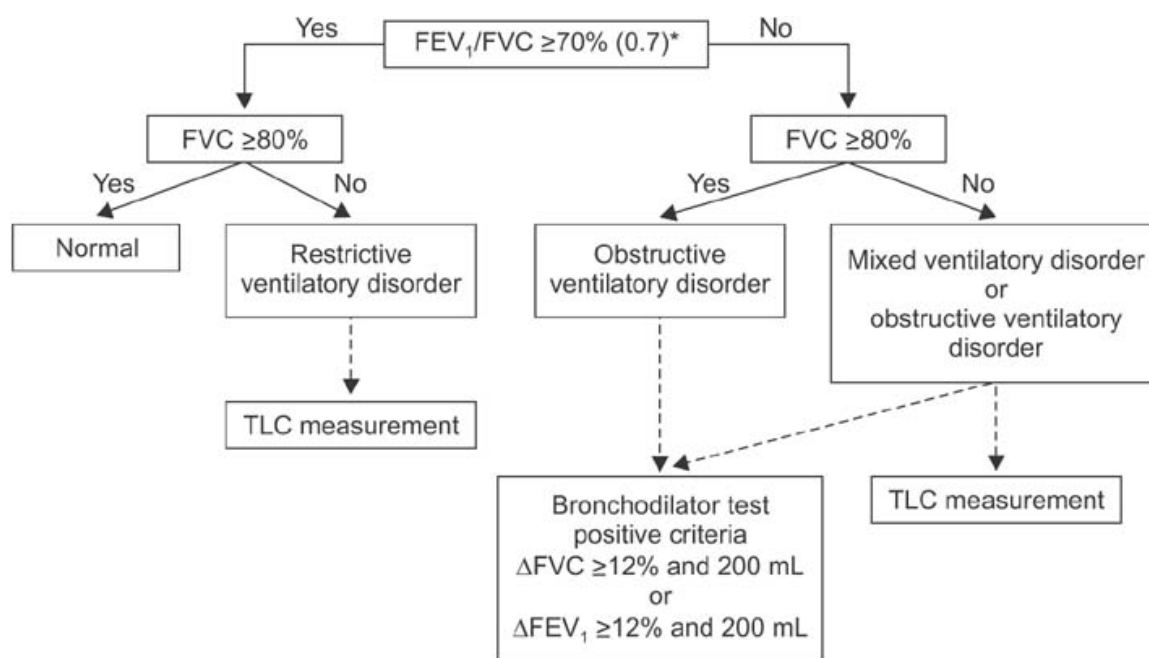 Yes
FEV₁/FVC ≥70% (0.7)*
No
FVC ≥80%
FVC ≥80%
Yes
No
Yes
No
Normal
Restrictive
ventilatory disorder
Obstructive
ventilatory disorder
Mixed ventilatory disorder
or
obstructive ventilatory
disorder
TLC measurement
Bronchodilator test
positive criteria
ΔFVC ≥12% and 200 mL
or
ΔFEV₁ ≥12% and 200 mL
TLC measurement